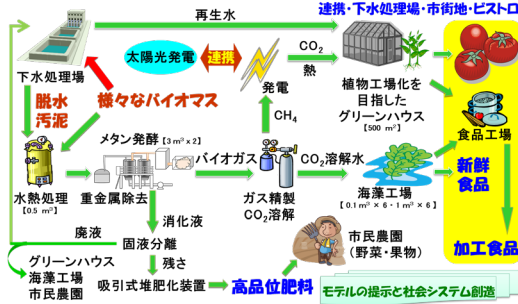 再生水
連携・下水処理場・市街地・ビストロ
太陽光発電
連携
CO₂
熱
下水処理場
脱水
汚泥
様々なバイオマス
発電
植物工場化を
目指した
グリーンハウス
【500 ㎡】
CH₄
食品工場
メタン発酵【3㎥×2】
バイオガス
CO₂溶解水
新鮮
食品
水熱処理
【0.5 ㎥】
重金属除去
ガス精製
CO₂溶解
海藻工場
【0.1㎥×6・1㎥×6】
消化液
廃液
固液分離
市民農園
(野菜・果物)
加工食品
グリーンハウス
海藻工場
市民農園
残さ
吸引式堆肥化装置
高品位肥料
モデルの提示と社会システム創造